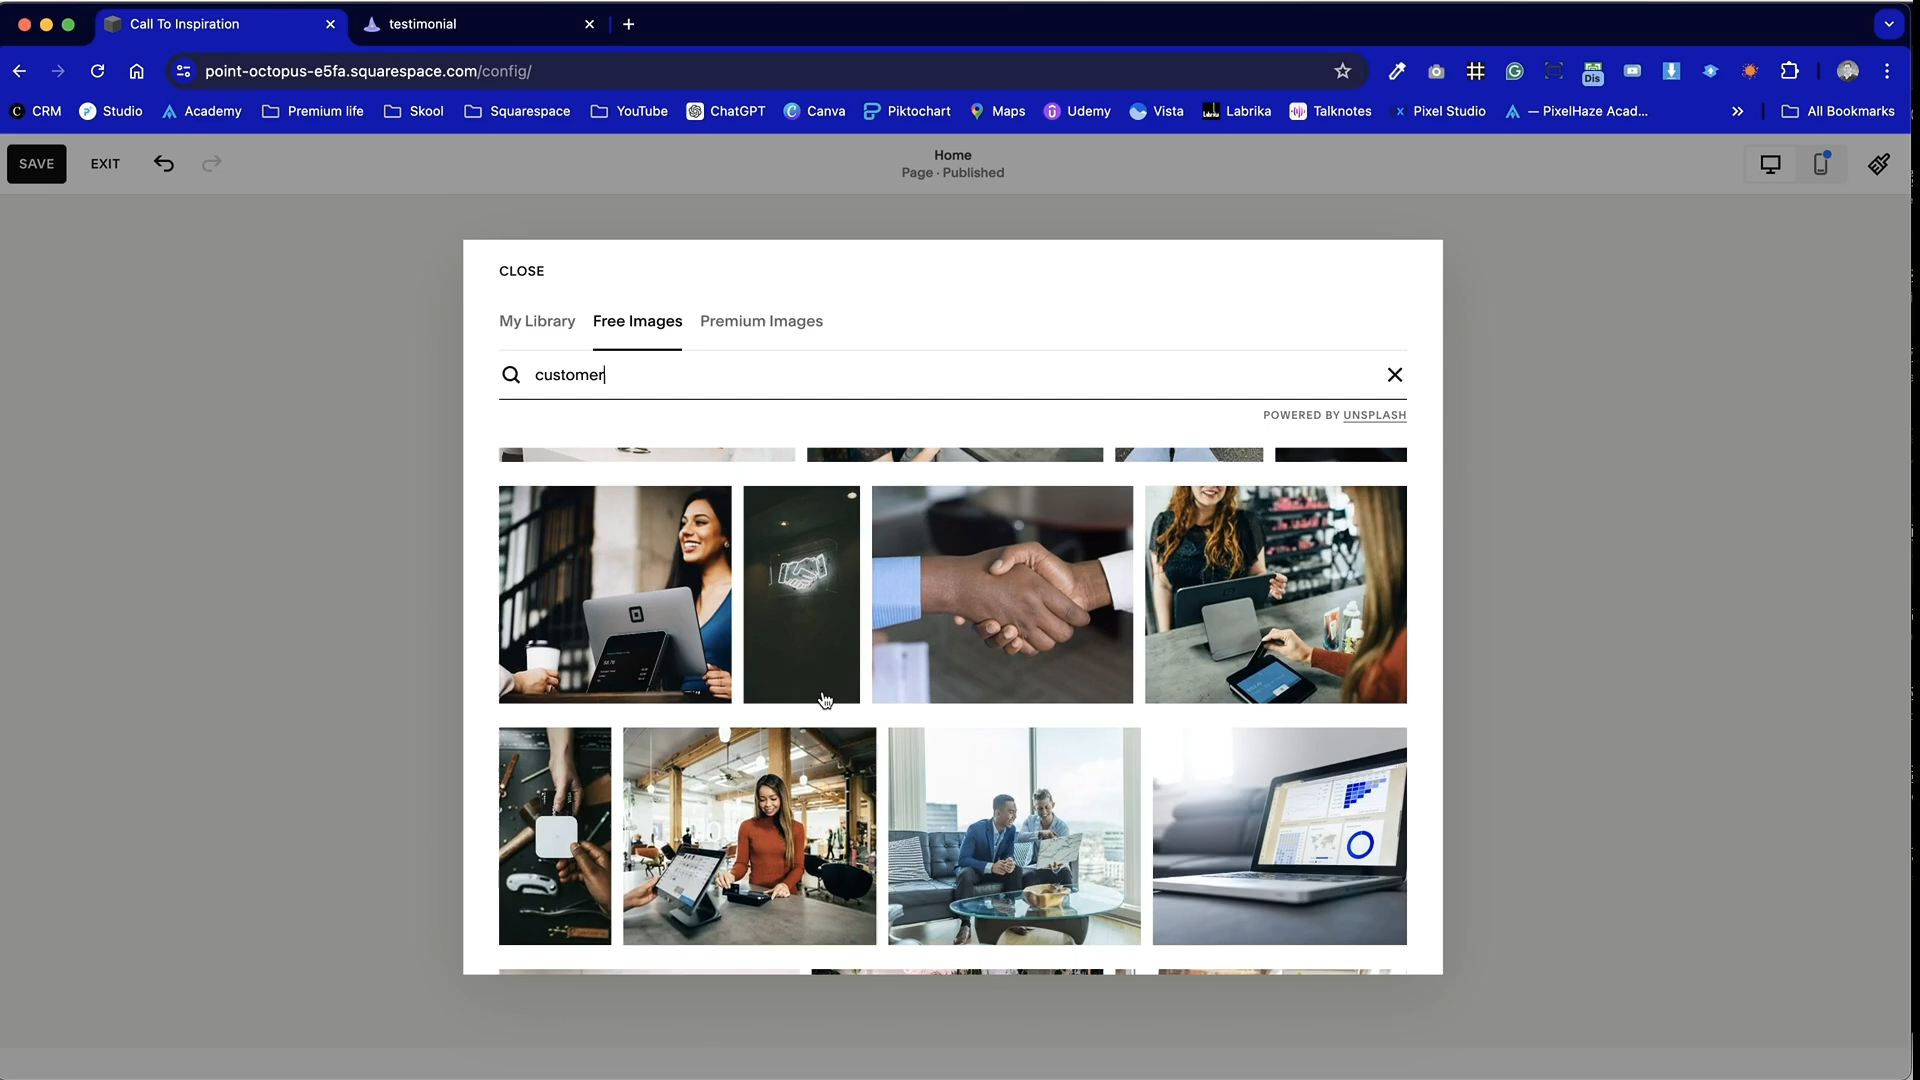 Call To Inspiration
testimonial
point-octopus-e5fa.squarespace.com/config/
Dis
CRM
Studio
Academy
Premium life
Skool
Squarespace
YouTube
ChatGPT
Canva
Piktochart
Maps
Udemy
Vista
Labrika
Talknotes
Pixel Studio
— PixelHaze Acad...
All Bookmarks
SAVE
EXIT
Home
Page · Published
CLOSE
My Library
Free Images
Premium Images
customer
POWERED BY UNSPLASH